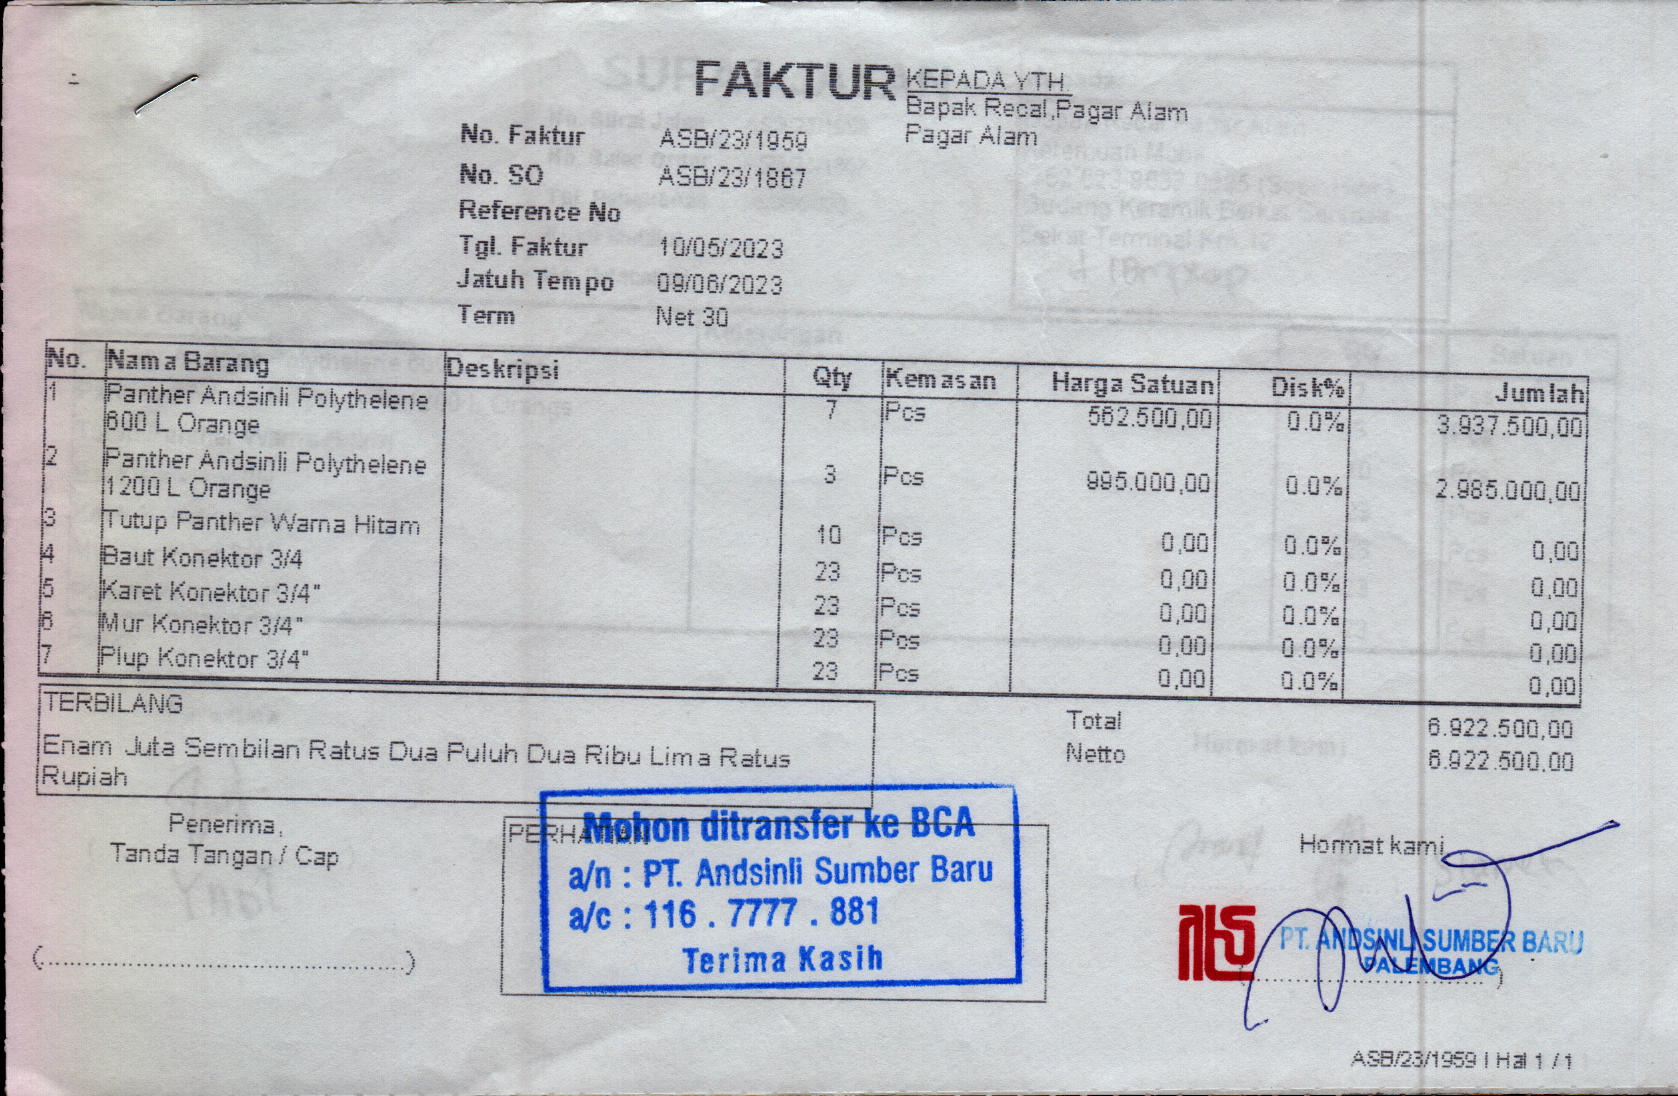 FAKTUR
KEPADA YTH.
Bapak Recal,Pagar Alam
Pagar Alam
No. Faktur ASB/23/1959
No. SO ASB/23/1867
Reference No
Tgl. Faktur 10/05/2023
Jatuh Tempo 09/06/2023
Term Net 30
No. Nama Barang Deskripsi Qty Kemasan Harga Satuan Disk% Jumlah
1 Panther Andsinli Polythelene 7 Pcs 562.500,00 0.0% 3.937.500,00
600 L Orange
2 Panther Andsinli Polythelene 3 Pcs 995.000,00 0.0% 2.985.000,00
1200 L Orange
3 Tutup Panther Warna Hitam 10 Pcs 0,00 0.0% 0,00
4 Baut Konektor 3/4 23 Pcs 0,00 0.0% 0,00
5 Karet Konektor 3/4" 23 Pcs 0,00 0.0% 0,00
6 Mur Konektor 3/4" 23 Pcs 0,00 0.0% 0,00
7 Plup Konektor 3/4" 23 Pcs 0,00 0.0% 0,00
TERBILANG
Enam Juta Sembilan Ratus Dua Puluh Dua Ribu Lima Ratus
Rupiah
Total 6.922.500,00
Netto 6.922.500,00
Penerima,
Tanda Tangan / Cap
(............................................)
PERHATIAN
Mohon ditransfer ke BCA
a/n : PT. Andsinli Sumber Baru
a/c : 116 . 7777 . 881
Terima Kasih
Hormat kami
PT. ANDSINLI SUMBER BARU
PALEMBANG
ASB/23/1959 | Hal 1 / 1